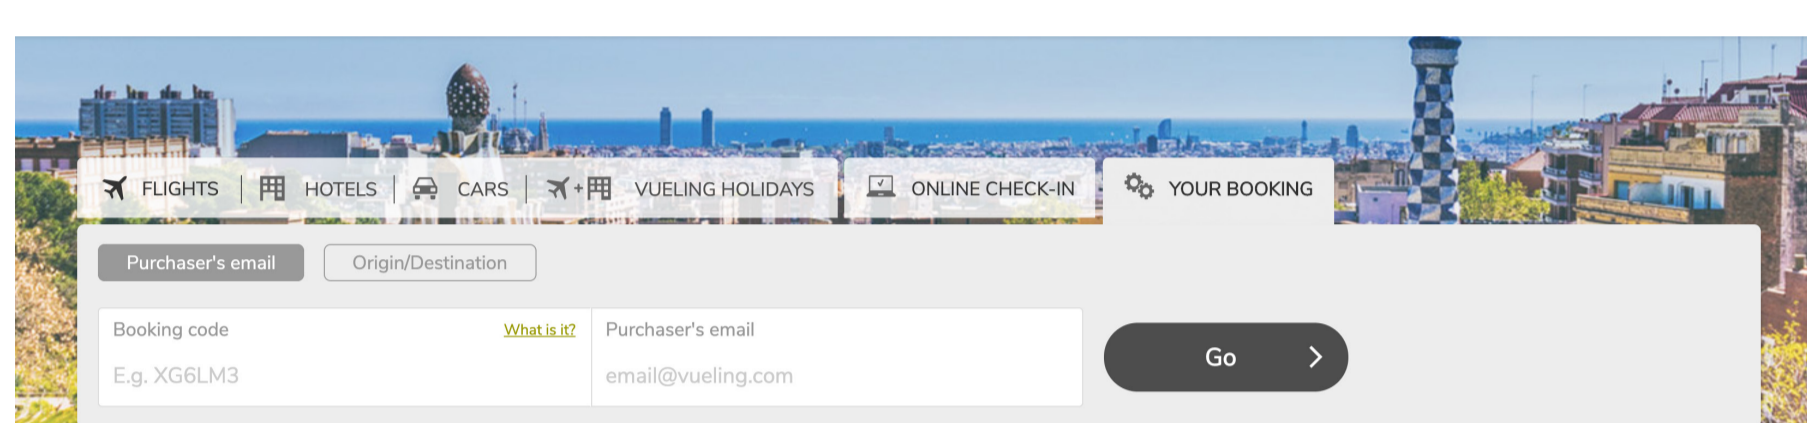 FLIGHTS | HOTELS | CARS | + VUELING HOLIDAYS ONLINE CHECK-IN YOUR BOOKING
Purchaser's email Origin/Destination
Booking code What is it? Purchaser's email
E.g. XG6LM3 email@vueling.com
Go